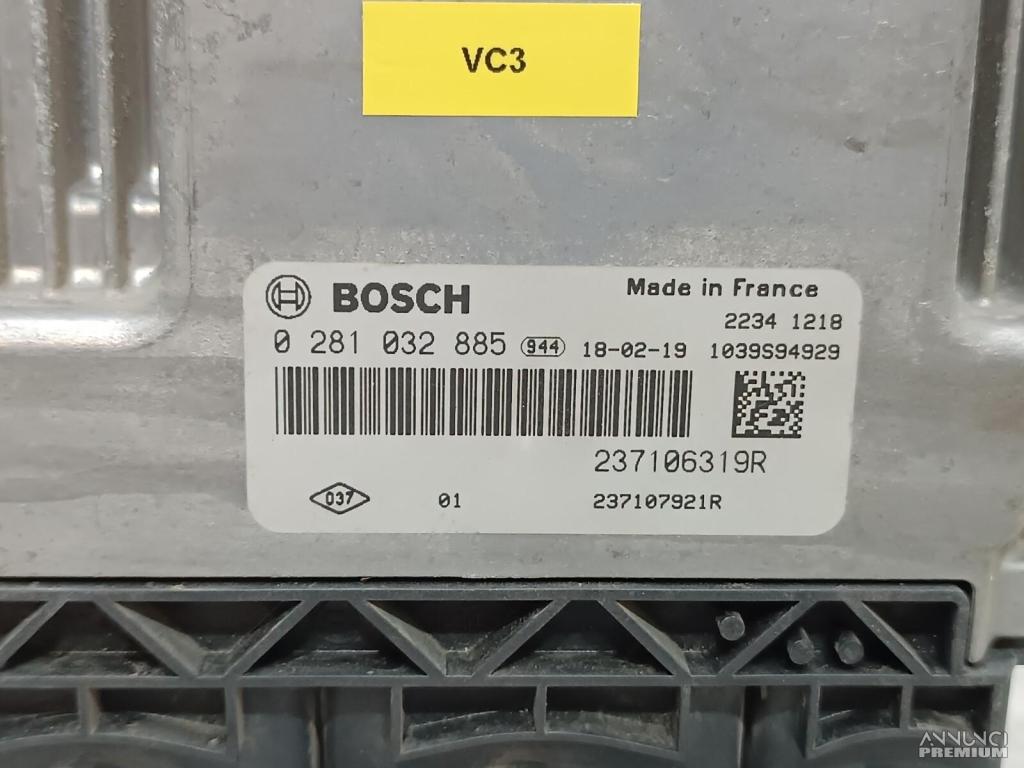 VC3
BOSCH
Made in France
2234 1218
0 281 032 885 944 18-02-19 1039S94929
237106319R
037 01 237107921R
ANNUNCI
PREMIUM